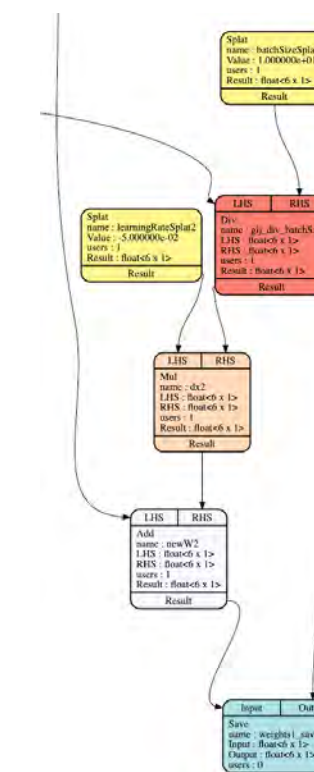 Splat
name : batchSizeSplat
Value : 1.000000e+01
users : 1
Result : float<6 x 1>
Result
LHS RHS
Div
LHS : float<6 x 1>
RHS : float<6 x 1>
users : 1
Result : float<6 x 1>
Result
Splat
name : learningRateSplat2
Value : -5.000000e-02
users : 1
Result : float<6 x 1>
Result
LHS RHS
Mul
name : dx2
LHS : float<6 x 1>
RHS : float<6 x 1>
users : 1
Result : float<6 x 1>
Result
LHS RHS
Add
name : newW2
LHS : float<6 x 1>
RHS : float<6 x 1>
users : 1
Result : float<6 x 1>
Result
Input Out
Save
name : weights1_sav
Input : float<6 x 1>
Output : float<6 x 1>
users : 0